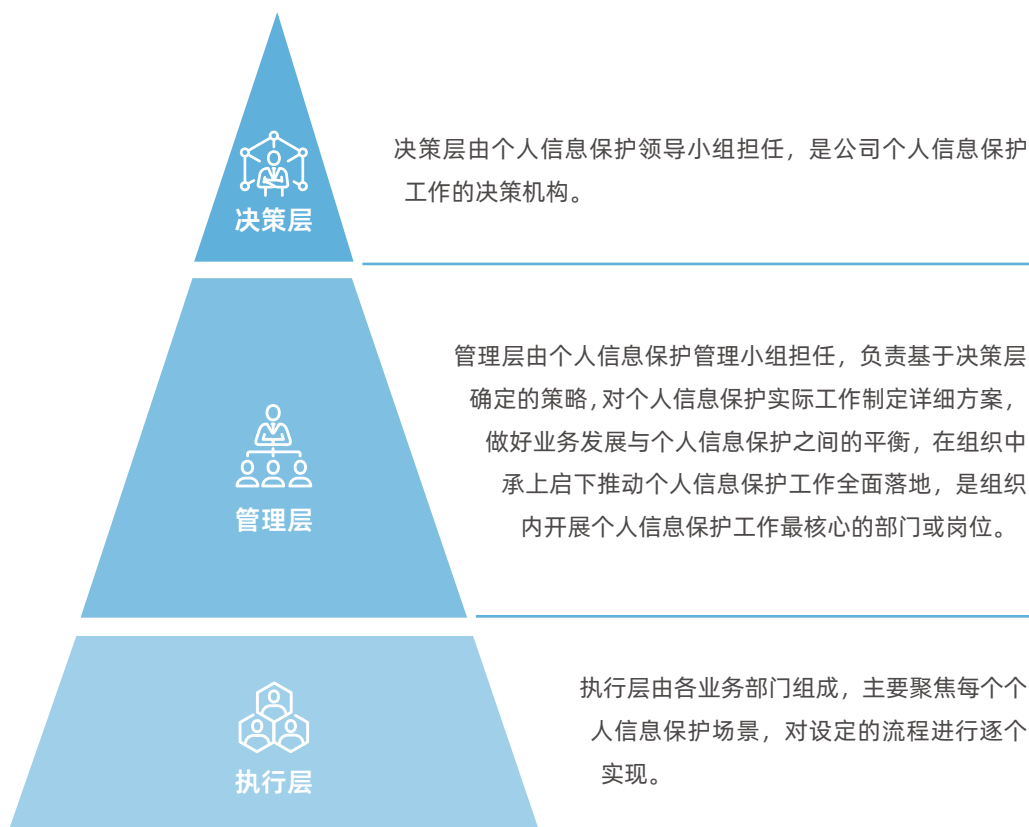 决策层
决策层由个人信息保护领导小组担任，是公司个人信息保护
工作的决策机构。
管理层
管理层由个人信息保护管理小组担任，负责基于决策层
确定的策略，对个人信息保护实际工作制定详细方案，
做好业务发展与个人信息保护之间的平衡，在组织中
承上启下推动个人信息保护工作全面落地，是组织
内开展个人信息保护工作最核心的部门或岗位。
执行层
执行层由各业务部门组成，主要聚焦每个个
人信息保护场景，对设定的流程进行逐个
实现。